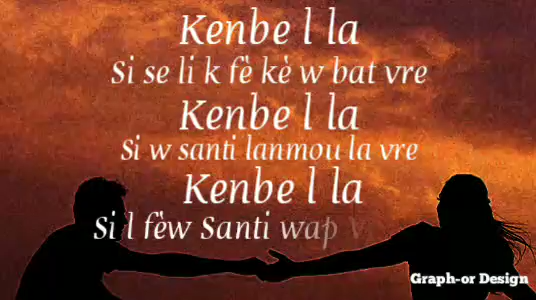 Kenbe l la
Si se li k fè kè w bat vre
Kenbe l la
Si w santi lanmou la vre
Kenbe l la
Si l fèw Santi wap
Graph-or Design